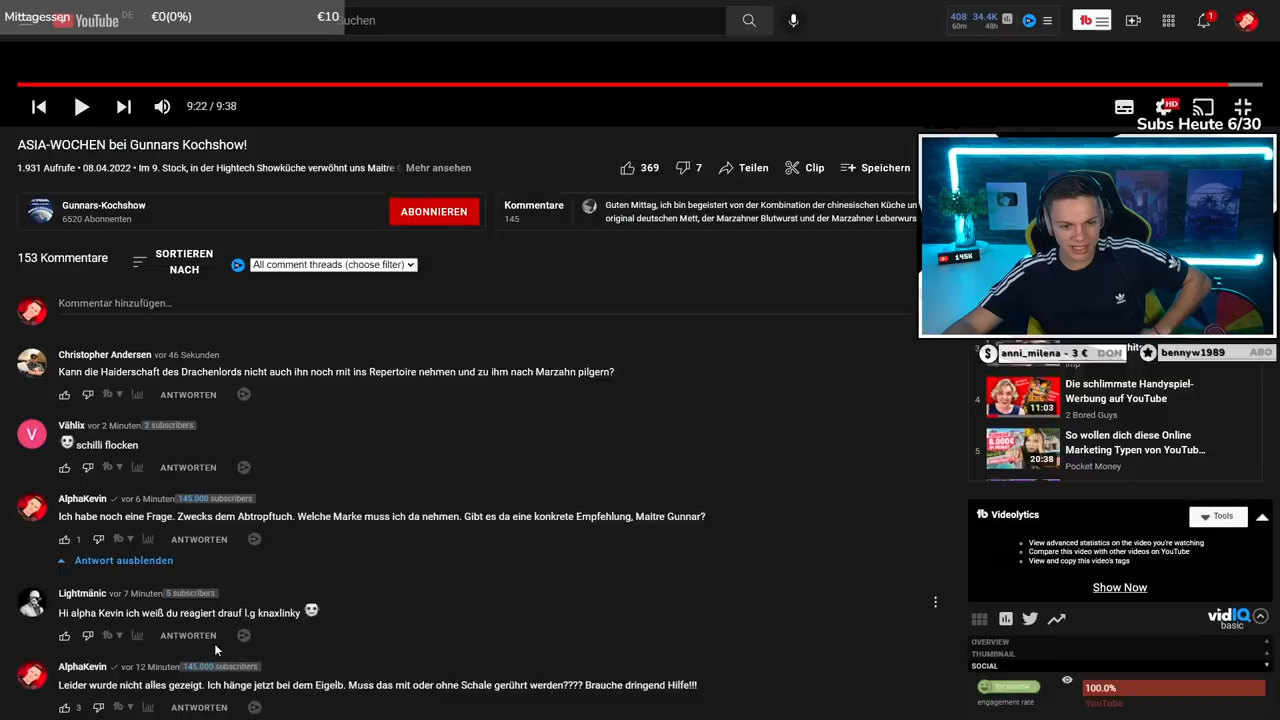 Mittagessen €0(0%) €10
YouTube DE
Suchen
408 34.4K
60m 48h
1
9:22 / 9:38
HD
Subs Heute 6/30
ASIA-WOCHEN bei Gunnars Kochshow!
1.931 Aufrufe • 08.04.2022 • Im 9. Stock, in der Hightech Showküche verwöhnt uns Maitre Mehr ansehen
369 7 Teilen Clip Speichern
Gunnars-Kochshow
6520 Abonnenten
ABONNIEREN
Kommentare
145
Guten Mittag, ich bin begeistert von der Kombination der chinesischen Küche un
original deutschen Mett, der Marzahner Blutwurst und der Marzahner Leberwurs
145K
153 Kommentare
SORTIEREN NACH
All comment threads (choose filter)
Kommentar hinzufügen...
anni_milena - 3 € DON
bennyw1989 ABO
Christopher Andersen vor 46 Sekunden
Kann die Haiderschaft des Drachenlords nicht auch ihn noch mit ins Repertoire nehmen und zu ihm nach Marzahn pilgern?
ANTWORTEN
Vählix vor 2 Minuten 2 subscribers
schilli flocken
ANTWORTEN
AlphaKevin vor 6 Minuten 145.000 subscribers
Ich habe noch eine Frage. Zwecks dem Abtropftuch. Welche Marke muss ich da nehmen. Gibt es da eine konkrete Empfehlung, Maitre Gunnar?
1 ANTWORTEN
Antwort ausblenden
Lightmänic vor 7 Minuten 5 subscribers
Hi alpha Kevin ich weiß du reagiert drauf l.g knaxlinky
ANTWORTEN
AlphaKevin vor 12 Minuten 145.000 subscribers
Leider wurde nicht alles gezeigt. Ich hänge jetzt bei dem Eigelb. Muss das mit oder ohne Schale gerührt werden???? Brauche dringend Hilfe!!!
3 ANTWORTEN
4
Die schlimmste Handyspiel-
Werbung auf YouTube
2 Bored Guys
11:03
5
So wollen dich diese Online
Marketing Typen von YouTub...
Pocket Money
20:38
Videolytics
Tools
View advanced statistics on the video you're watching
Compare this video with other videos on YouTube
View and copy this video's tags
Show Now
vidIQ
basic
OVERVIEW
THUMBNAIL
SOCIAL
100.0%
engagement rate
YouTube